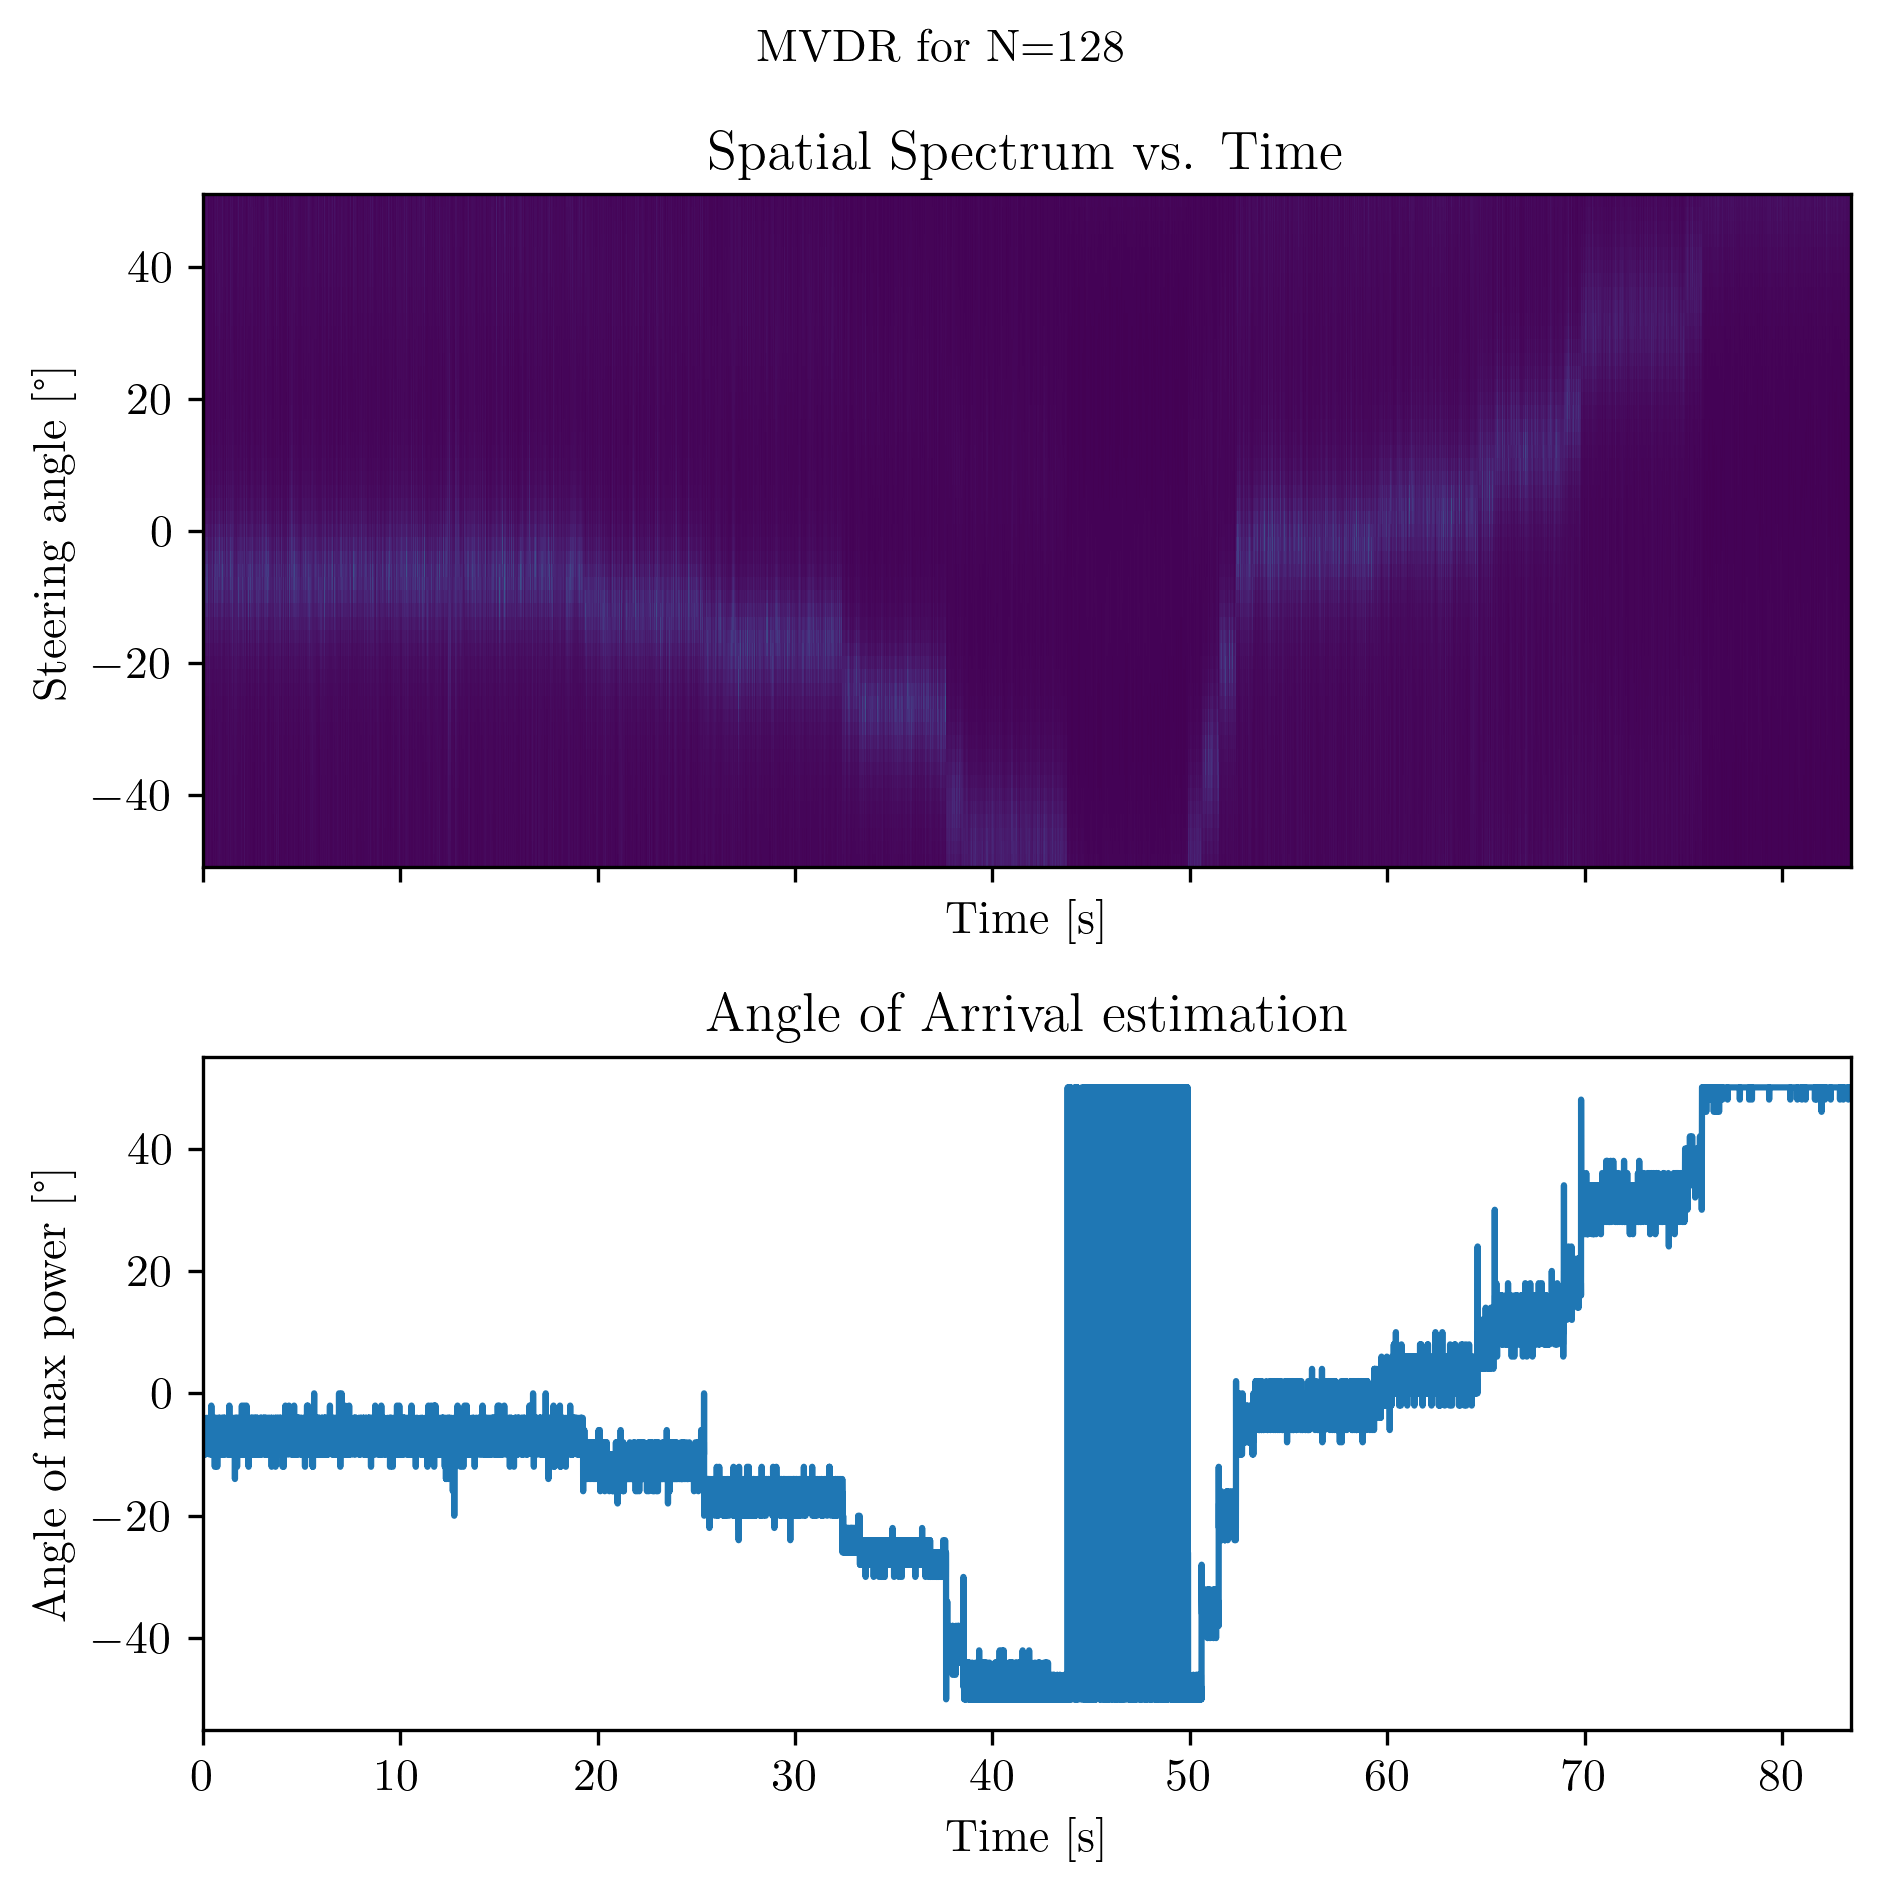 MVDR for N=128
Spatial Spectrum vs. Time
40
20
0
−20
−40
Steering angle [°]
Time [s]
Angle of Arrival estimation
40
20
0
−20
−40
Angle of max power [°]
0 10 20 30 40 50 60 70 80
Time [s]